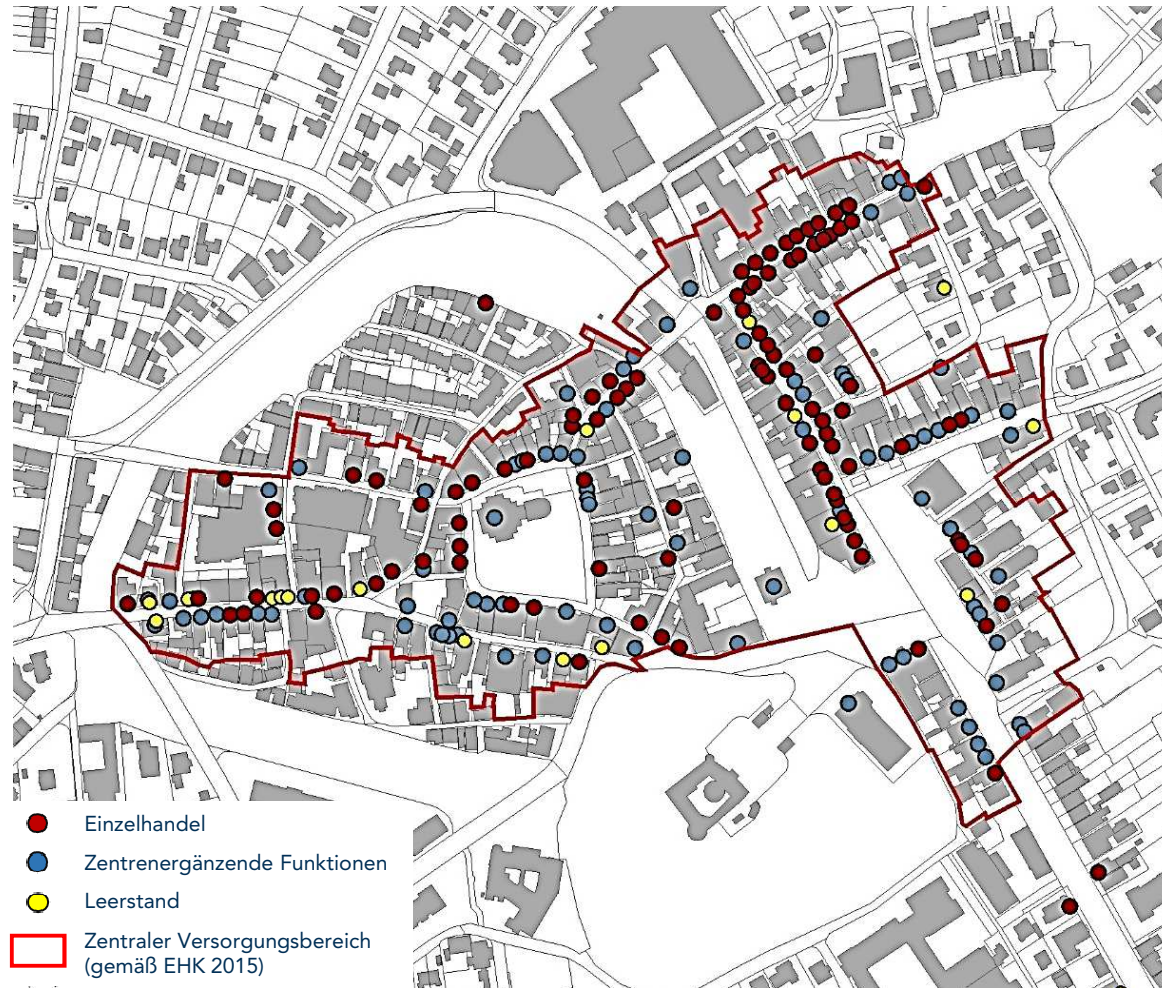 Einzelhandel
Zentrenergänzende Funktionen
Leerstand
Zentraler Versorgungsbereich
(gemäß EHK 2015)